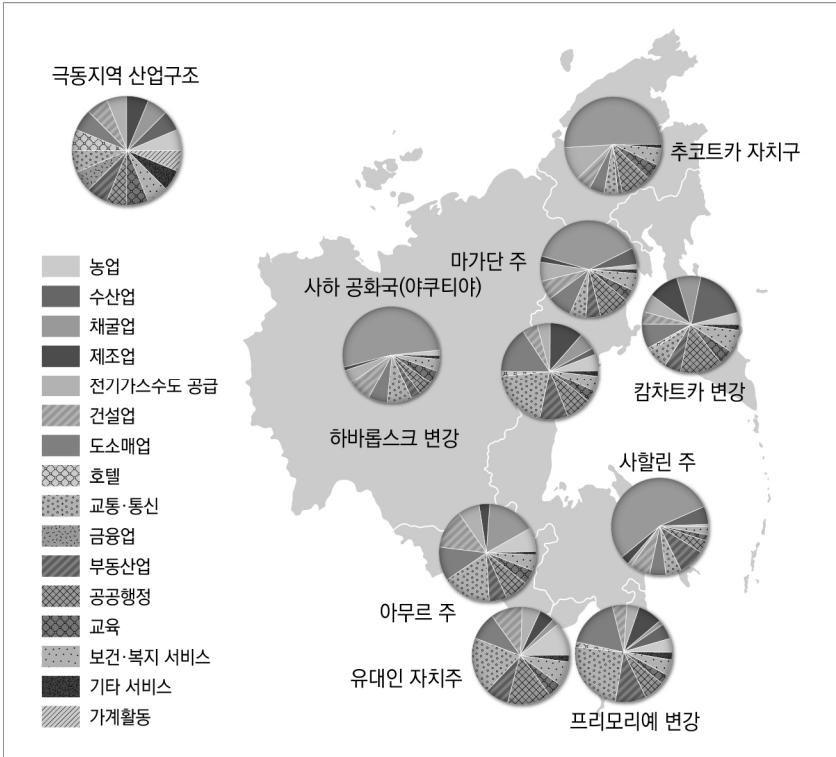 극동지역 산업구조
추코트카 자치구
마가단 주
사하 공화국(야쿠티야)
캄차트카 변강
하바롭스크 변강
사할린 주
아무르 주
유대인 자치주
프리모리예 변강
농업
수산업
채굴업
제조업
전기가스수도 공급
건설업
도소매업
호텔
교통·통신
금융업
부동산업
공공행정
교육
보건·복지 서비스
기타 서비스
가계활동